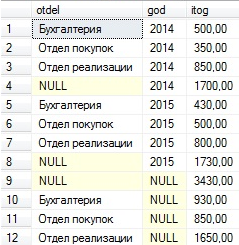 otdel god itog
1 Бухгалтерия 2014 500,00
2 Отдел покупок 2014 350,00
3 Отдел реализации 2014 850,00
4 NULL 2014 1700,00
5 Бухгалтерия 2015 430,00
6 Отдел покупок 2015 500,00
7 Отдел реализации 2015 800,00
8 NULL 2015 1730,00
9 NULL NULL 3430,00
10 Бухгалтерия NULL 930,00
11 Отдел покупок NULL 850,00
12 Отдел реализации NULL 1650,00